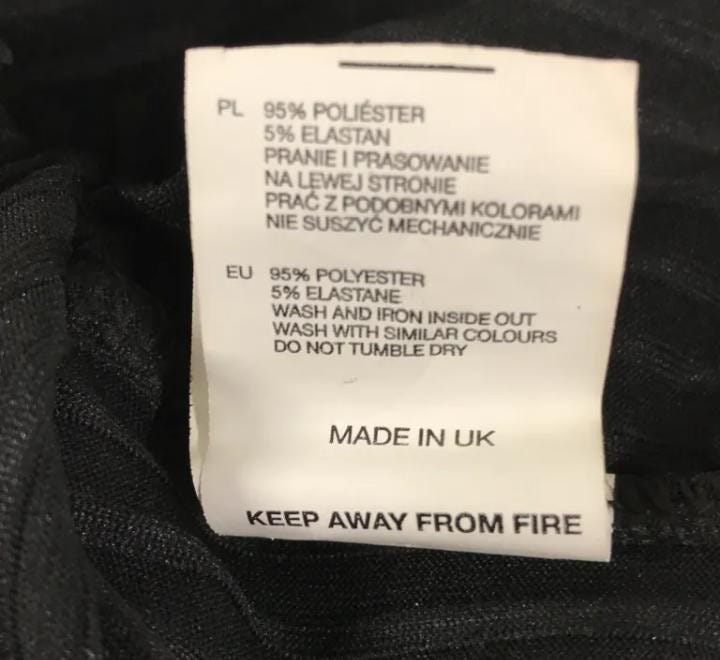 PL 95% POLIÉSTER
5% ELASTAN
PRANIE I PRASOWANIE
NA LEWEJ STRONIE
PRAĆ Z PODOBNYMI KOLORAMI
NIE SUSZYĆ MECHANICZNIE
EU 95% POLYESTER
5% ELASTANE
WASH AND IRON INSIDE OUT
WASH WITH SIMILAR COLOURS
DO NOT TUMBLE DRY
MADE IN UK
KEEP AWAY FROM FIRE